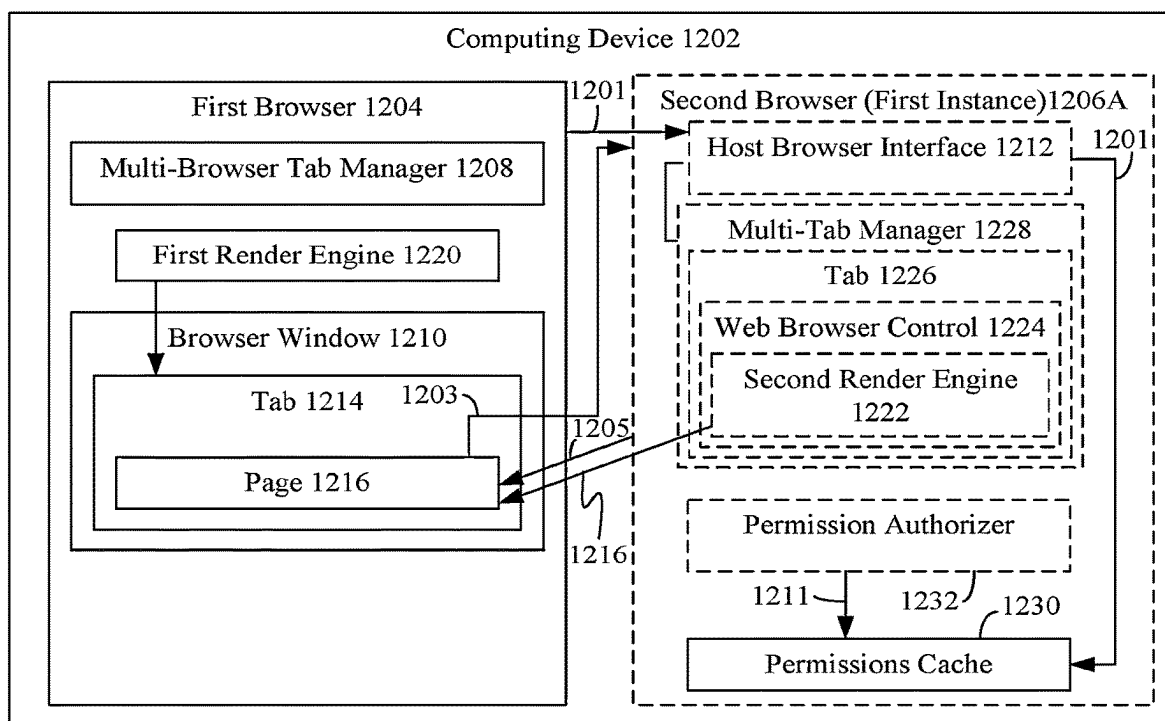 Computing Device 1202
First Browser 1204
Multi-Browser Tab Manager 1208
First Render Engine 1220
Browser Window 1210
Tab 1214
1203
Page 1216
1201
1205
1216
Second Browser (First Instance)1206A
Host Browser Interface 1212
1201
Multi-Tab Manager 1228
Tab 1226
Web Browser Control 1224
Second Render Engine
1222
Permission Authorizer
1211
1232
1230
Permissions Cache